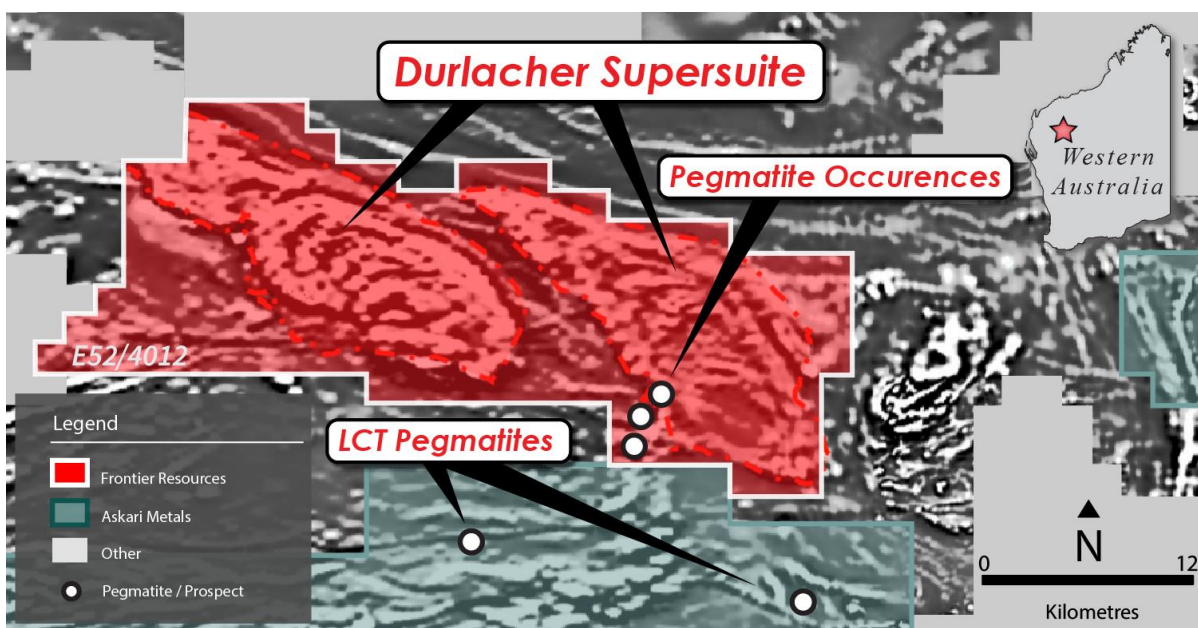 Durlacher Supersuite
Pegmatite Occurences
Western
Australia
E52/4012
LCT Pegmatites
Legend
Frontier Resources
Askari Metals
Other
Pegmatite / Prospect
N
0 12
Kilometres